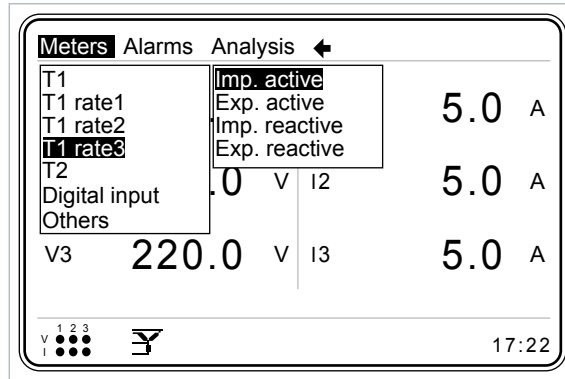 Meters Alarms Analysis
T1
T1 rate1
T1 rate2
T1 rate3
T2
Digital input
Others
Imp. active
Exp. active
Imp. reactive
Exp. reactive
5.0 A
.0 V I2 5.0 A
V3 220.0 V I3 5.0 A
1 2 3
V
I
17:22